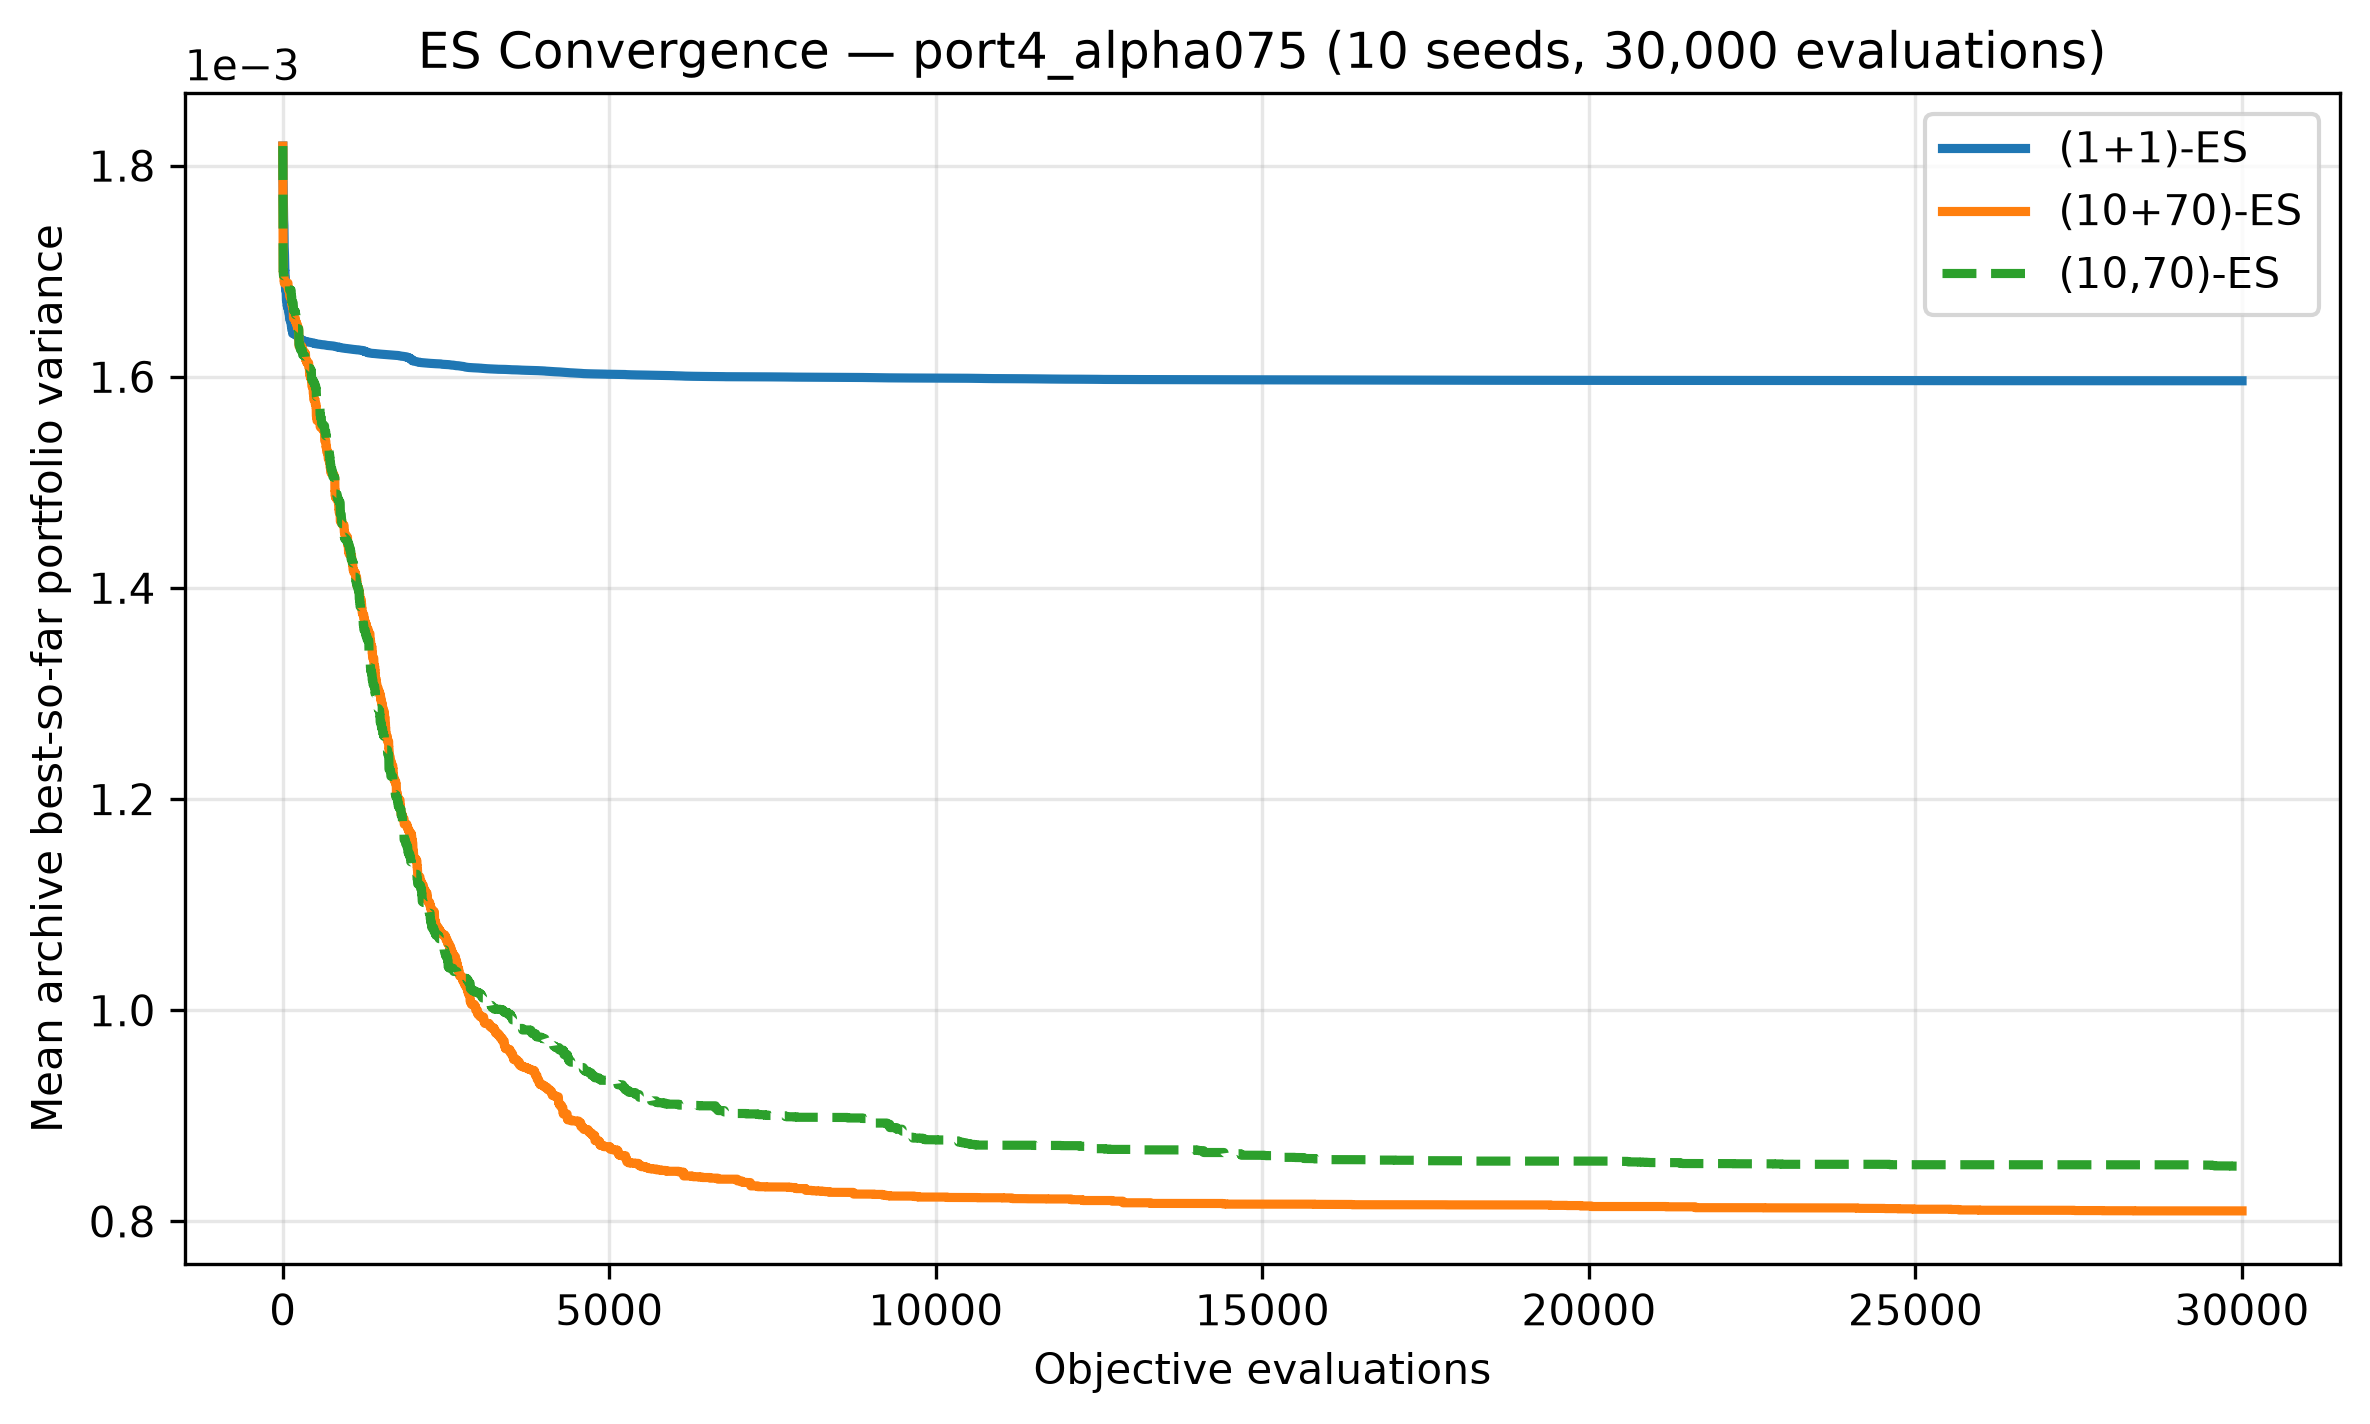 ES Convergence — port4_alpha075 (10 seeds, 30,000 evaluations)
1e−3
(1+1)-ES
(10+70)-ES
(10,70)-ES
Mean archive best-so-far portfolio variance
1.8
1.6
1.4
1.2
1.0
0.8
0 5000 10000 15000 20000 25000 30000
Objective evaluations